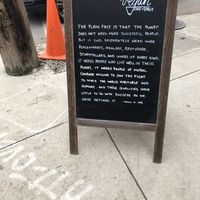 Vegan
THE PLAIN FACE IS THAT THE PLANET
DOES NOT NEED MORE SUCCESSFUL PEOPLE.
BUT IT DOES DESPERATELY NEED MORE
PEACEMAKERS, HEALERS, RESTORERS,
STORYTELLERS, AND LOVERS OF EVERY KIND.
IT NEEDS PEOPLE WHO LIVE WELL IN THEIR
PLACES. IT NEEDS PEOPLE OF MORAL
COURAGE WILLING TO JOIN THE FIGHT
TO MAKE THE WORLD HABITABLE AND
HUMANE. AND THESE QUALITIES HAVE
LITTLE TO DO WITH SUCCESS AS WE
HAVE DEFINED IT.